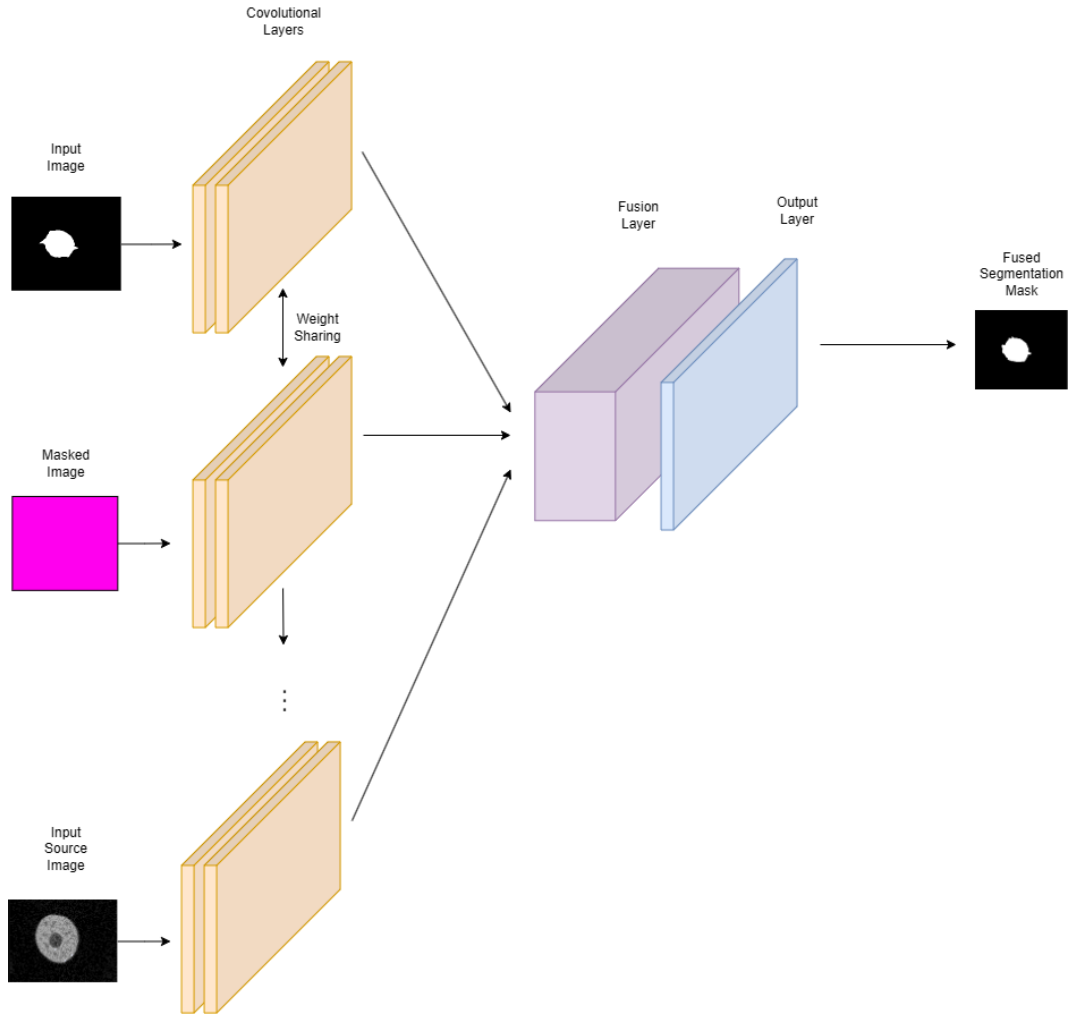 Covolutional
Layers
Input
Image
Fusion
Layer
Output
Layer
Fused
Segmentation
Mask
Weight
Sharing
Masked
Image
Input
Source
Image